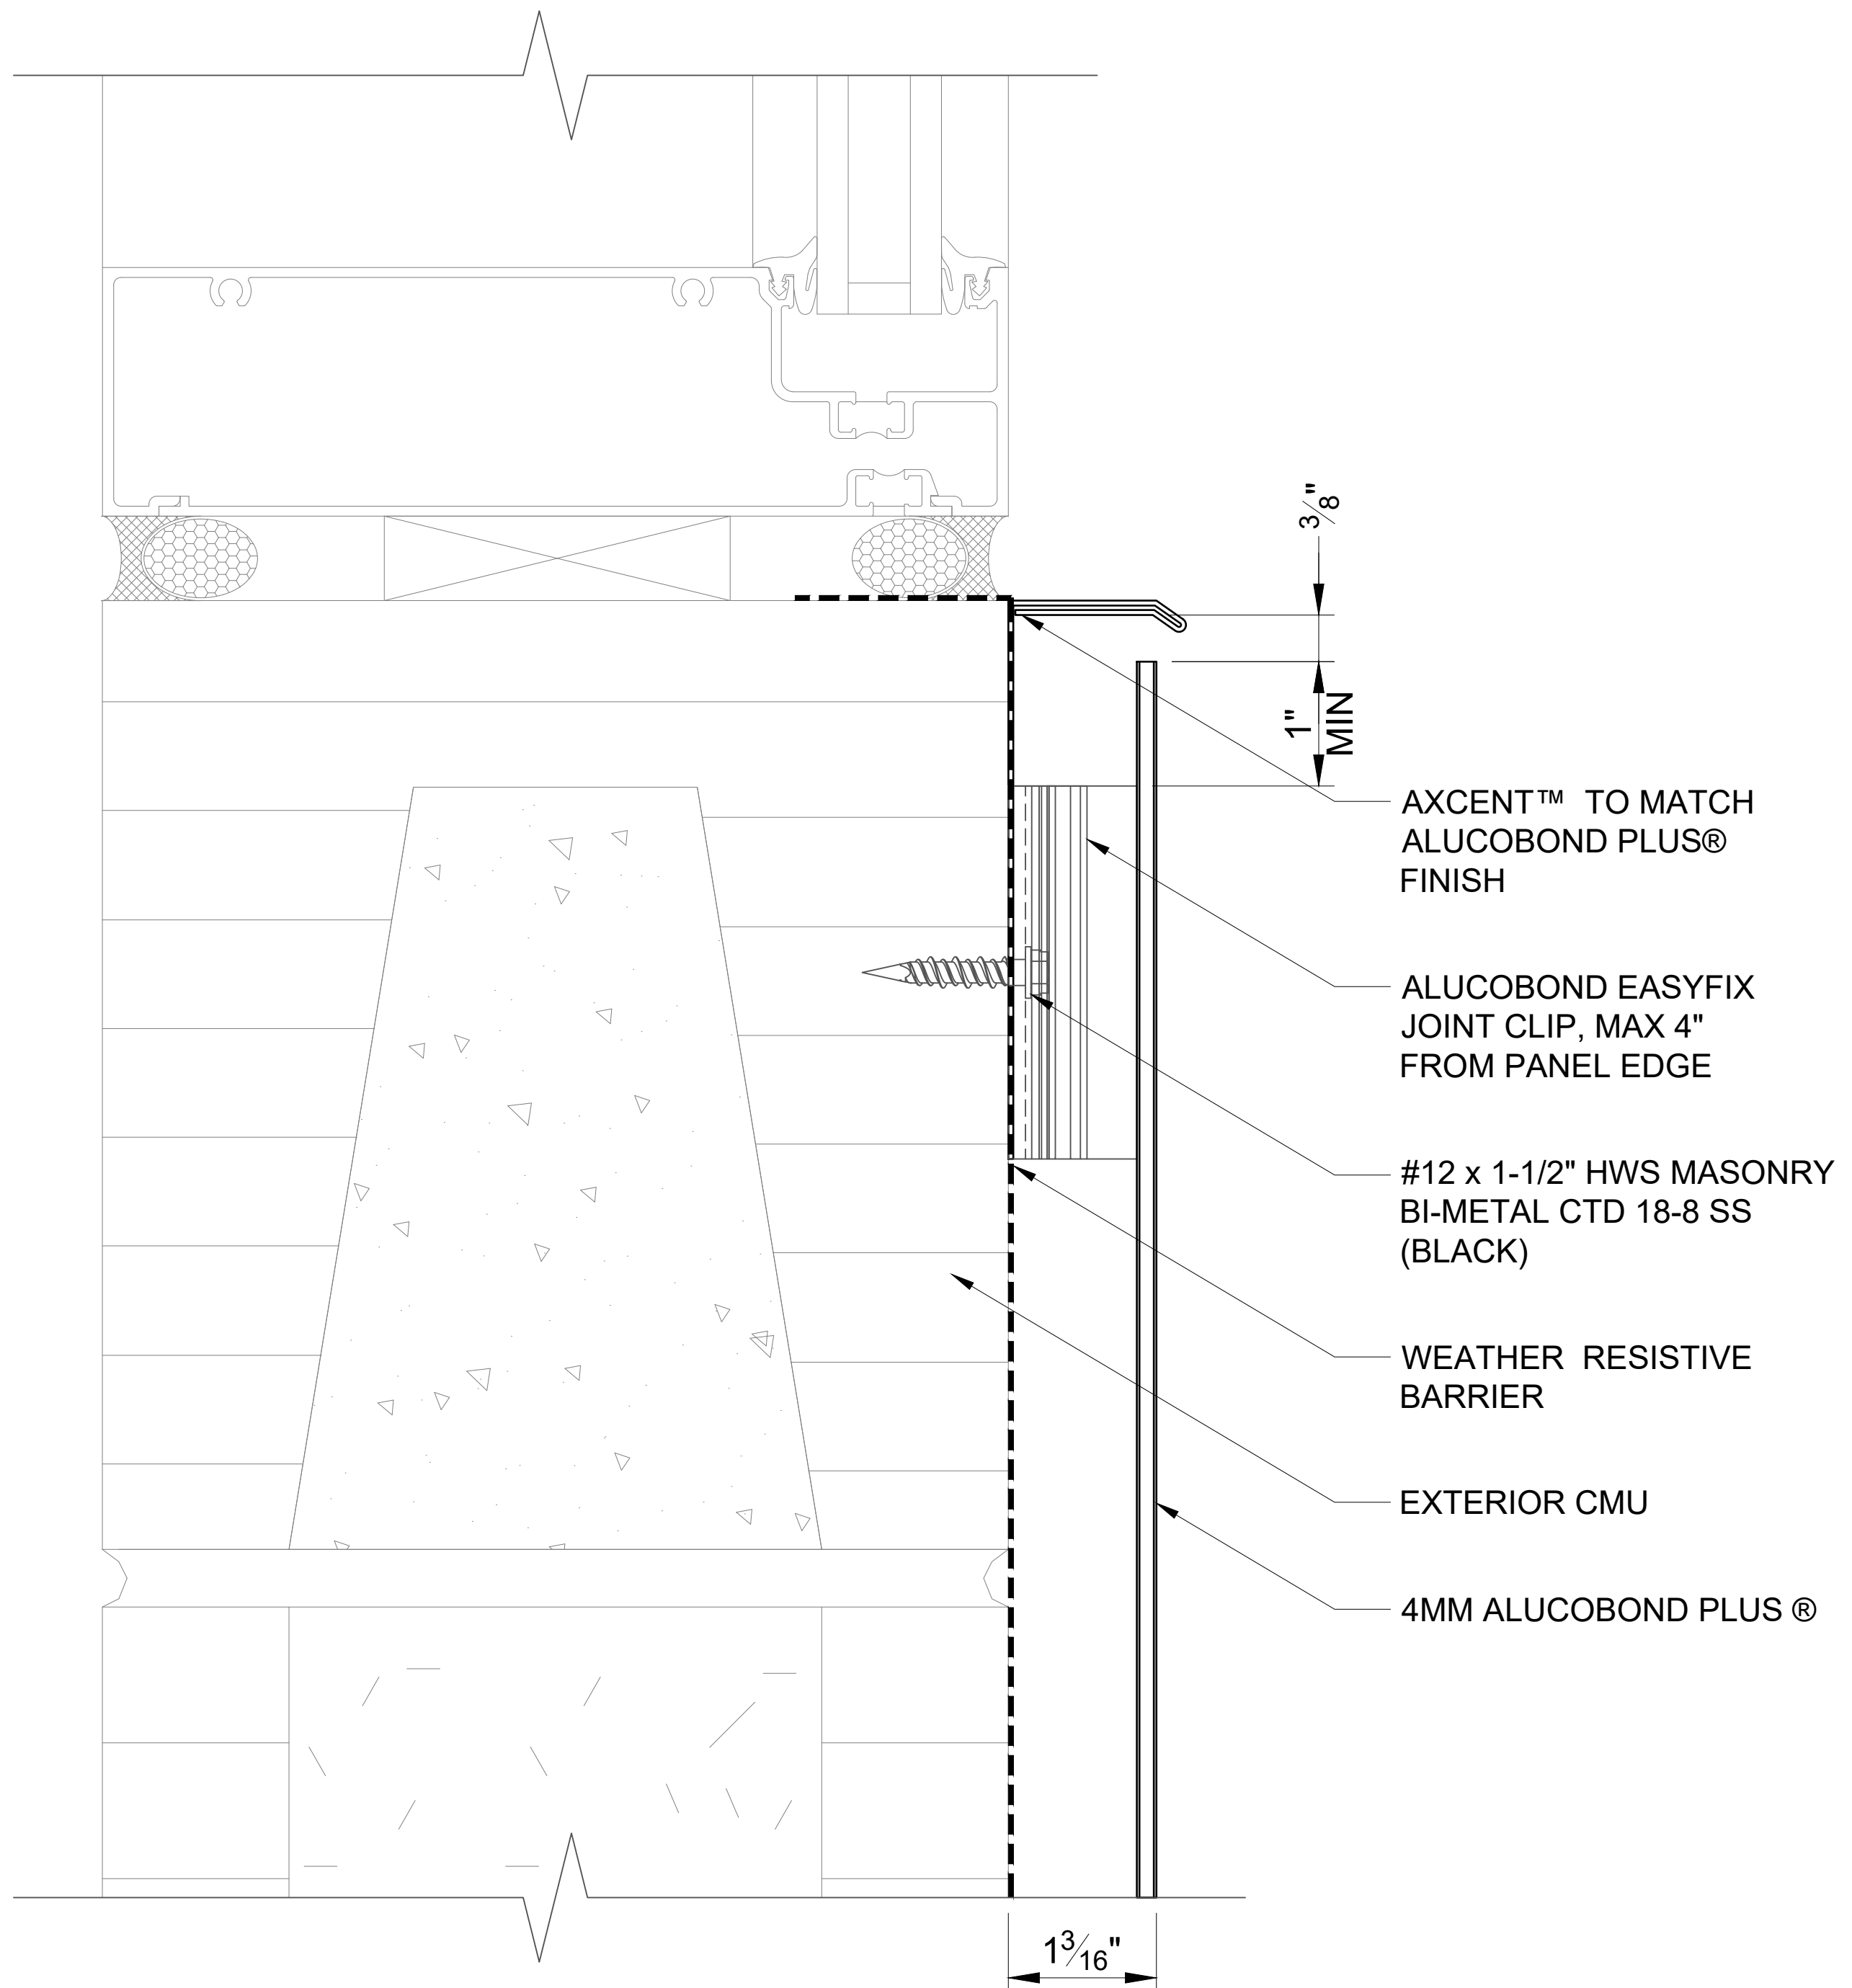 3/8"
1"
MIN
AXCENT™ TO MATCH
ALUCOBOND PLUS®
FINISH
ALUCOBOND EASYFIX
JOINT CLIP, MAX 4"
FROM PANEL EDGE
#12 x 1-1/2" HWS MASONRY
BI-METAL CTD 18-8 SS
(BLACK)
WEATHER RESISTIVE
BARRIER
EXTERIOR CMU
4MM ALUCOBOND PLUS ®
1 3/16"